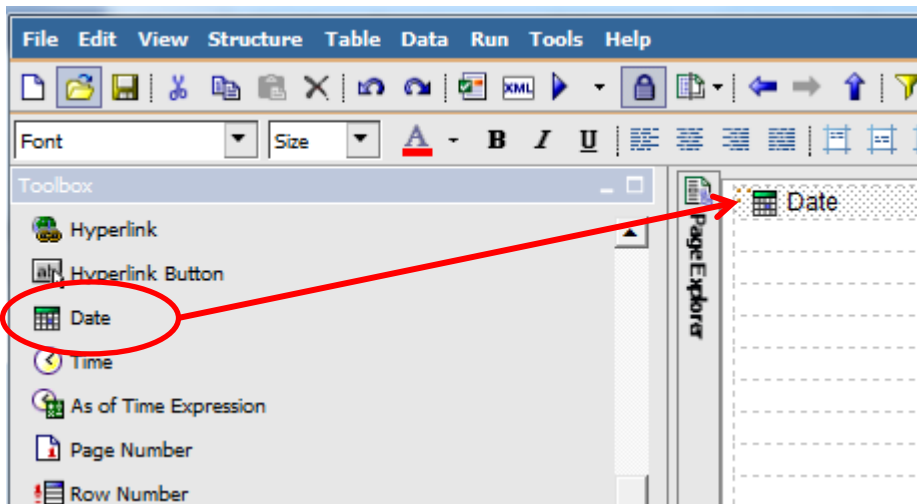 File Edit View Structure Table Data Run Tools Help
XML
Font Size A B I U
Toolbox
Hyperlink
Hyperlink Button
Date
Time
As of Time Expression
Page Number
Row Number
Page Explorer
Date